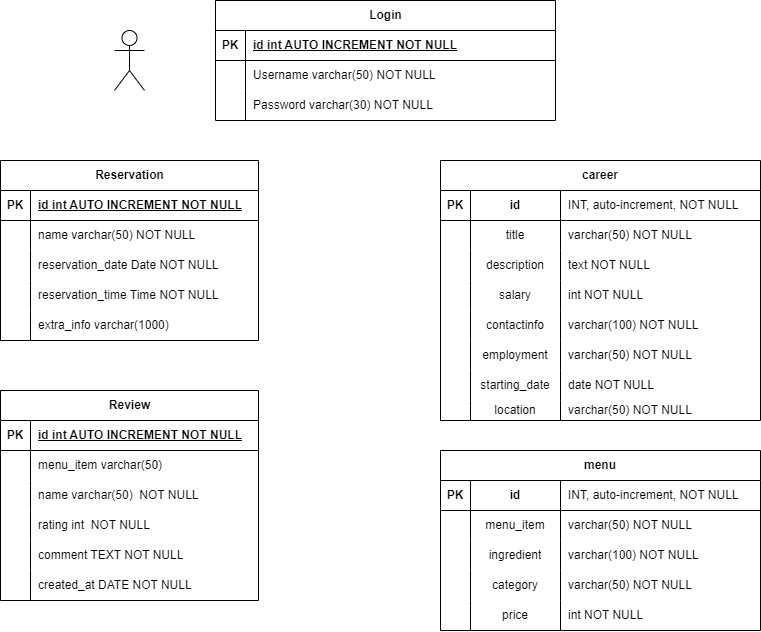 Login
PK id int AUTO INCREMENT NOT NULL
Username varchar(50) NOT NULL
Password varchar(30) NOT NULL
Reservation
PK id int AUTO INCREMENT NOT NULL
name varchar(50) NOT NULL
reservation_date Date NOT NULL
reservation_time Time NOT NULL
extra_info varchar(1000)
career
PK id INT, auto-increment, NOT NULL
title varchar(50) NOT NULL
description text NOT NULL
salary int NOT NULL
contactinfo varchar(100) NOT NULL
employment varchar(50) NOT NULL
starting_date date NOT NULL
location varchar(50) NOT NULL
Review
PK id int AUTO INCREMENT NOT NULL
menu_item varchar(50)
name varchar(50) NOT NULL
rating int NOT NULL
comment TEXT NOT NULL
created_at DATE NOT NULL
menu
PK id INT, auto-increment, NOT NULL
menu_item varchar(50) NOT NULL
ingredient varchar(100) NOT NULL
category varchar(50) NOT NULL
price int NOT NULL